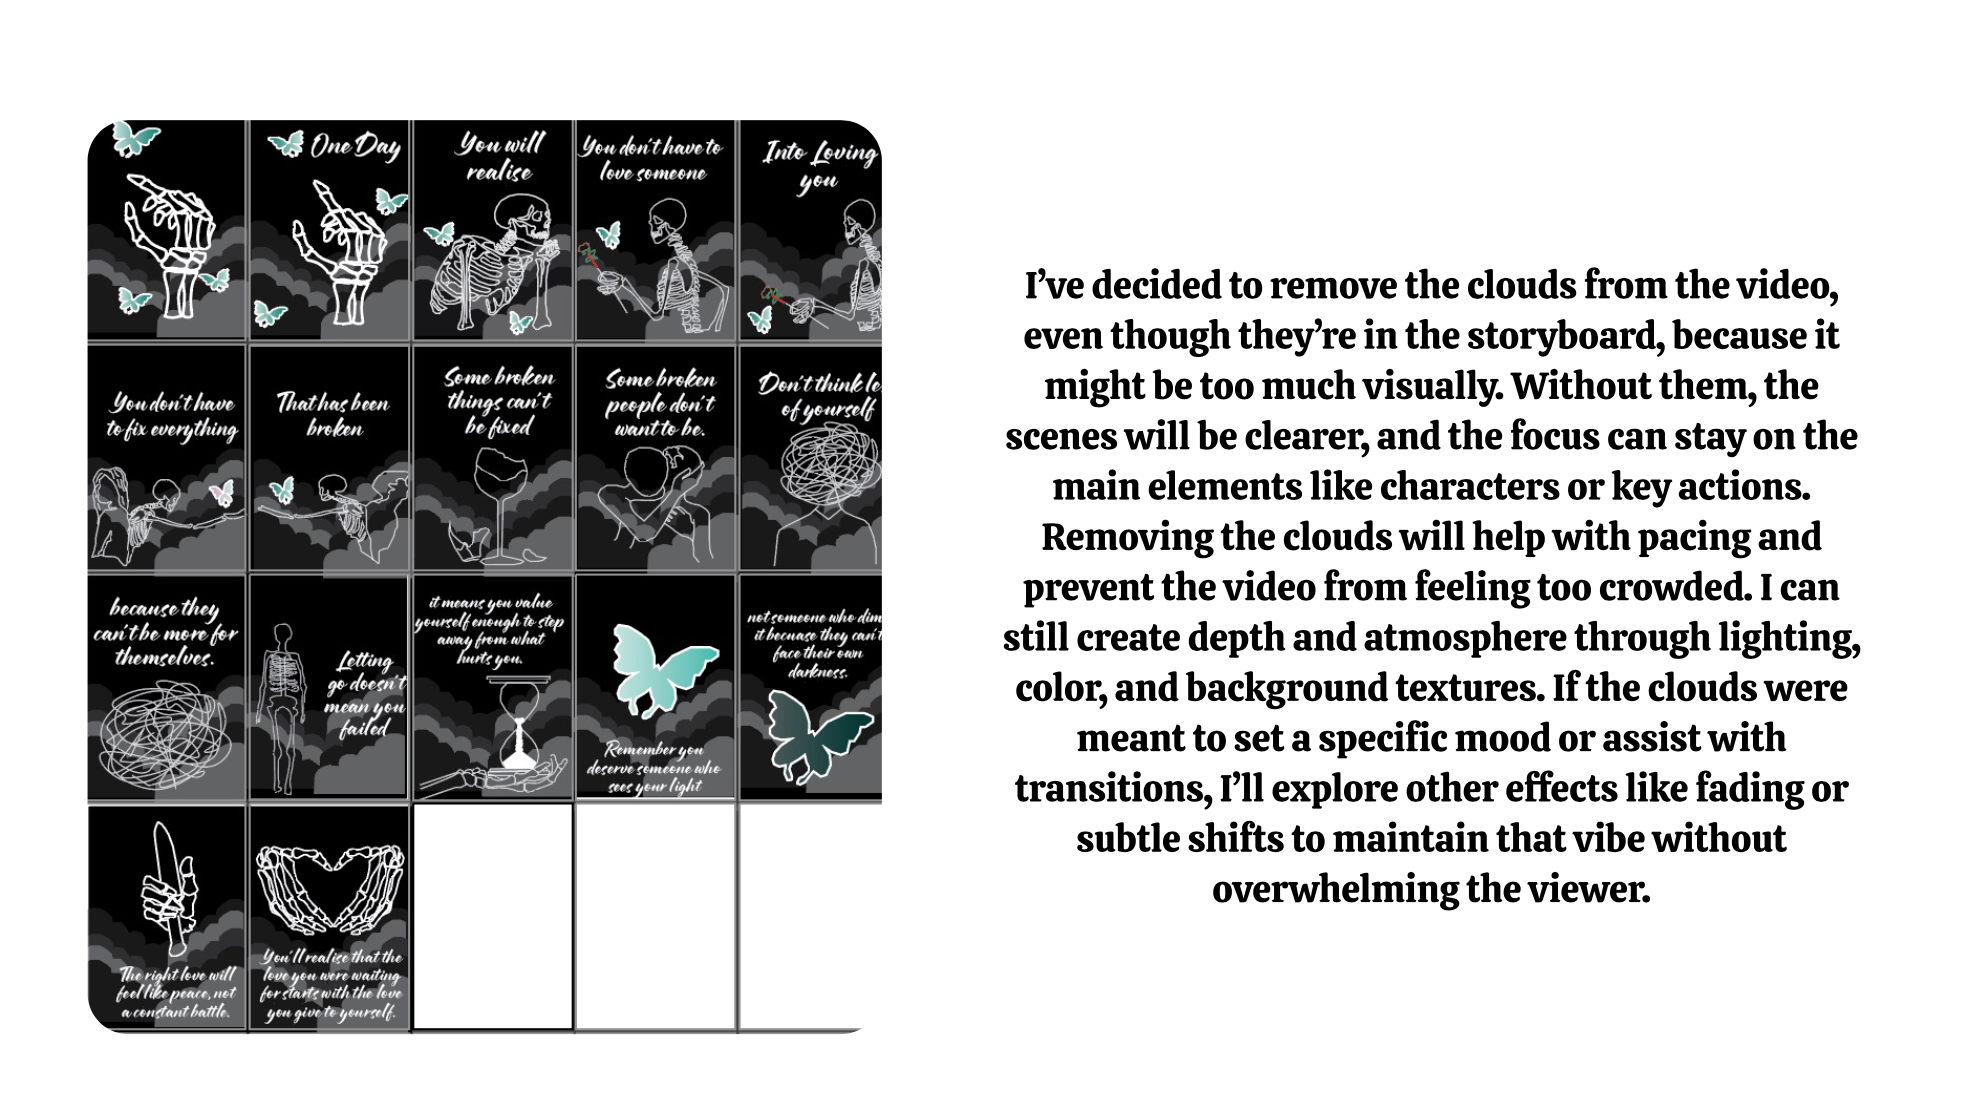 One Day
You will
realise
You don't have to
love someone
Into Loving
you
You don't have
to fix everything
That has been
broken
Some broken
things can't
be fixed
Some broken
people don't
want to be.
Don't think le
of yourself
because they
can't be more for
themselves.
Letting
go doesn't
mean you
failed
it means you value
yourself enough to step
away from what
hurts you.
Remember you
deserve someone who
sees your light
not someone who dim
it becuase they can't
face their own
darkness.
The right love will
feel like peace, not
a constant battle.
You'll realise that the
love you were waiting
for starts with the love
you give to yourself.
I've decided to remove the clouds from the video,
even though they're in the storyboard, because it
might be too much visually. Without them, the
scenes will be clearer, and the focus can stay on the
main elements like characters or key actions.
Removing the clouds will help with pacing and
prevent the video from feeling too crowded. I can
still create depth and atmosphere through lighting,
color, and background textures. If the clouds were
meant to set a specific mood or assist with
transitions, I'll explore other effects like fading or
subtle shifts to maintain that vibe without
overwhelming the viewer.